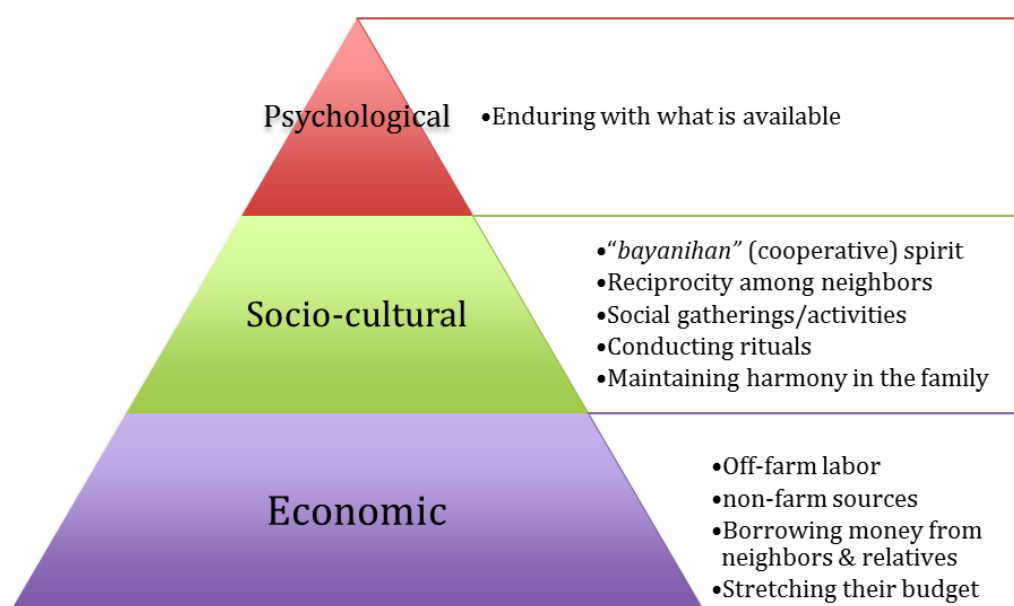 Psychological
•Enduring with what is available
Socio-cultural
•“bayanihan” (cooperative) spirit
•Reciprocity among neighbors
•Social gatherings/activities
•Conducting rituals
•Maintaining harmony in the family
Economic
•Off-farm labor
•non-farm sources
•Borrowing money from
neighbors & relatives
•Stretching their budget